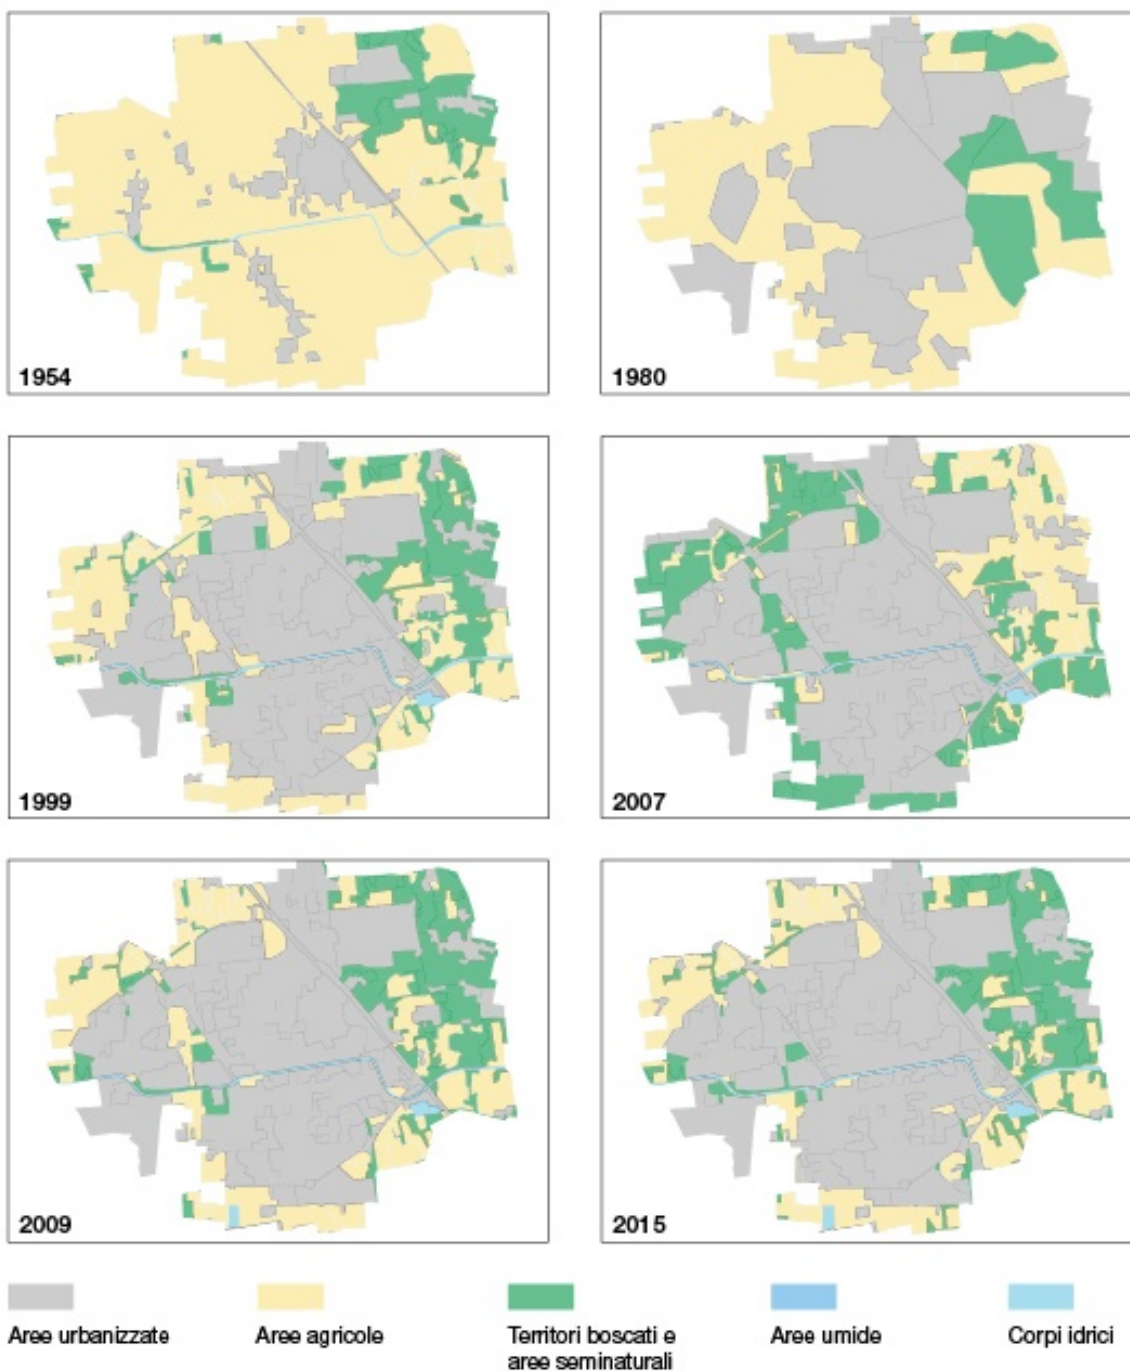 1954
1980
1999
2007
2009
2015
Aree urbanizzate
Aree agricole
Territori boscati e
aree seminaturali
Aree umide
Corpi idrici